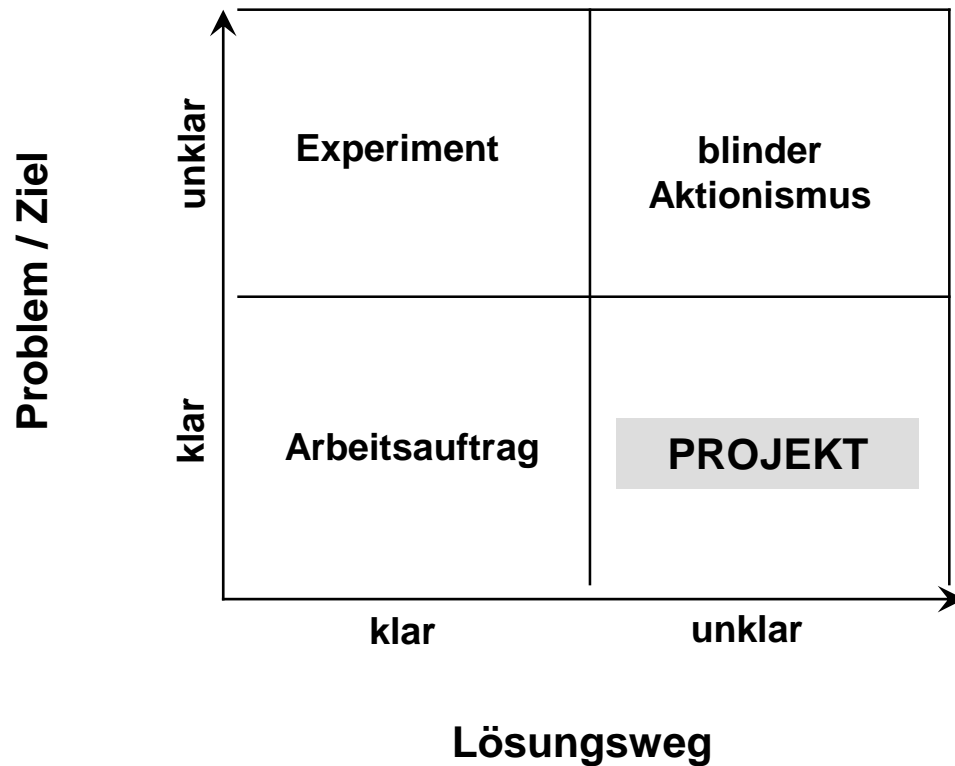 Problem / Ziel
unklar
Experiment
blinder
Aktionismus
klar
Arbeitsauftrag
PROJEKT
klar
unklar
Lösungsweg